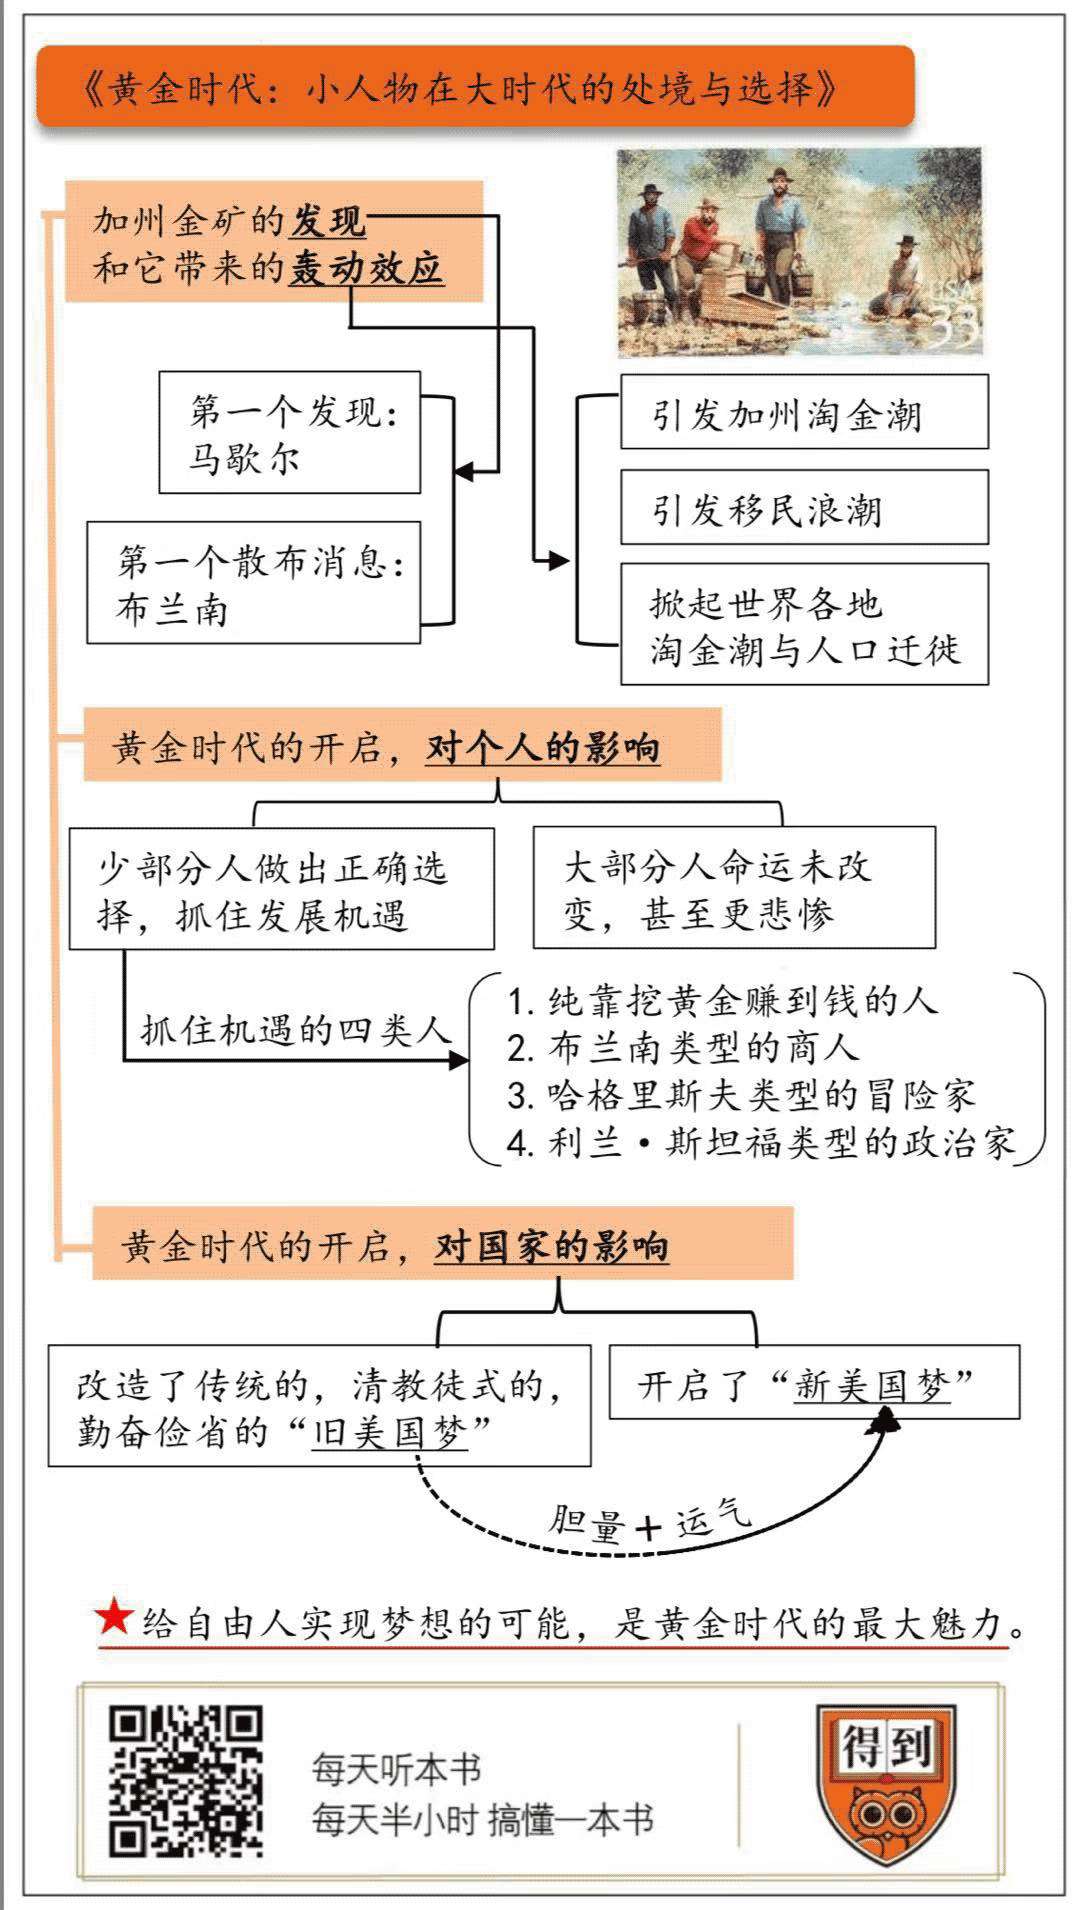 《黄金时代：小人物在大时代的处境与选择》
加州金矿的发现
和它带来的轰动效应
USA
33
第一个发现：
马歇尔
第一个散布消息：
布兰南
引发加州淘金潮
引发移民浪潮
掀起世界各地
淘金潮与人口迁徙
黄金时代的开启，对个人的影响
少部分人做出正确选
择，抓住发展机遇
大部分人命运未改
变，甚至更悲惨
抓住机遇的四类人
1. 纯靠挖黄金赚到钱的人
2. 布兰南类型的商人
3. 哈格里斯夫类型的冒险家
4. 利兰·斯坦福类型的政治家
黄金时代的开启，对国家的影响
改造了传统的，清教徒式的，
勤奋俭省的“旧美国梦”
开启了“新美国梦”
胆量＋运气
给自由人实现梦想的可能，是黄金时代的最大魅力。
每天听本书
每天半小时 搞懂一本书
得到